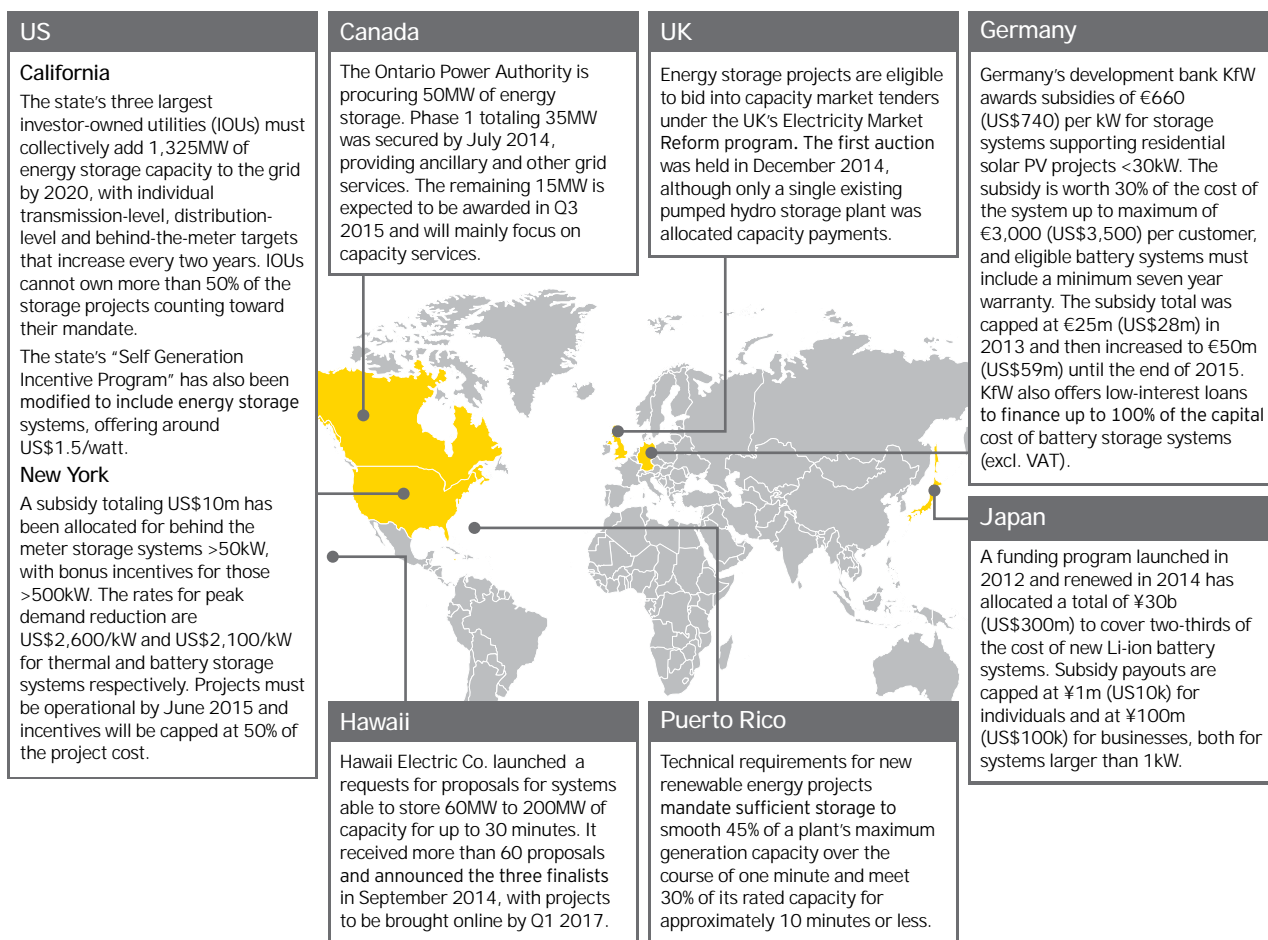 US
California
The state's three largest
investor-owned utilities (IOUs) must
collectively add 1,325MW of
energy storage capacity to the grid
by 2020, with individual
transmission-level, distribution-
level and behind-the-meter targets
that increase every two years. IOUs
cannot own more than 50% of the
storage projects counting toward
their mandate.
The state's “Self Generation
Incentive Program” has also been
modified to include energy storage
systems, offering around
US$1.5/watt.
New York
A subsidy totaling US$10m has
been allocated for behind the
meter storage systems >50kW,
with bonus incentives for those
>500kW. The rates for peak
demand reduction are
US$2,600/kW and US$2,100/kW
for thermal and battery storage
systems respectively. Projects must
be operational by June 2015 and
incentives will be capped at 50% of
the project cost.
Canada
The Ontario Power Authority is
procuring 50MW of energy
storage. Phase 1 totaling 35MW
was secured by July 2014,
providing ancillary and other grid
services. The remaining 15MW is
expected to be awarded in Q3
2015 and will mainly focus on
capacity services.
UK
Energy storage projects are eligible
to bid into capacity market tenders
under the UK's Electricity Market
Reform program. The first auction
was held in December 2014,
although only a single existing
pumped hydro storage plant was
allocated capacity payments.
Germany
Germany's development bank KfW
awards subsidies of €660
(US$740) per kW for storage
systems supporting residential
solar PV projects <30kW. The
subsidy is worth 30% of the cost of
the system up to maximum of
€3,000 (US$3,500) per customer,
and eligible battery systems must
include a minimum seven year
warranty. The subsidy total was
capped at €25m (US$28m) in
2013 and then increased to €50m
(US$59m) until the end of 2015.
KfW also offers low-interest loans
to finance up to 100% of the capital
cost of battery storage systems
(excl. VAT).
Japan
A funding program launched in
2012 and renewed in 2014 has
allocated a total of ¥30b
(US$300m) to cover two-thirds of
the cost of new Li-ion battery
systems. Subsidy payouts are
capped at ¥1m (US10k) for
individuals and at ¥100m
(US$100k) for businesses, both for
systems larger than 1kW.
Hawaii
Hawaii Electric Co. launched a
requests for proposals for systems
able to store 60MW to 200MW of
capacity for up to 30 minutes. It
received more than 60 proposals
and announced the three finalists
in September 2014, with projects
to be brought online by Q1 2017.
Puerto Rico
Technical requirements for new
renewable energy projects
mandate sufficient storage to
smooth 45% of a plant's maximum
generation capacity over the
course of one minute and meet
30% of its rated capacity for
approximately 10 minutes or less.